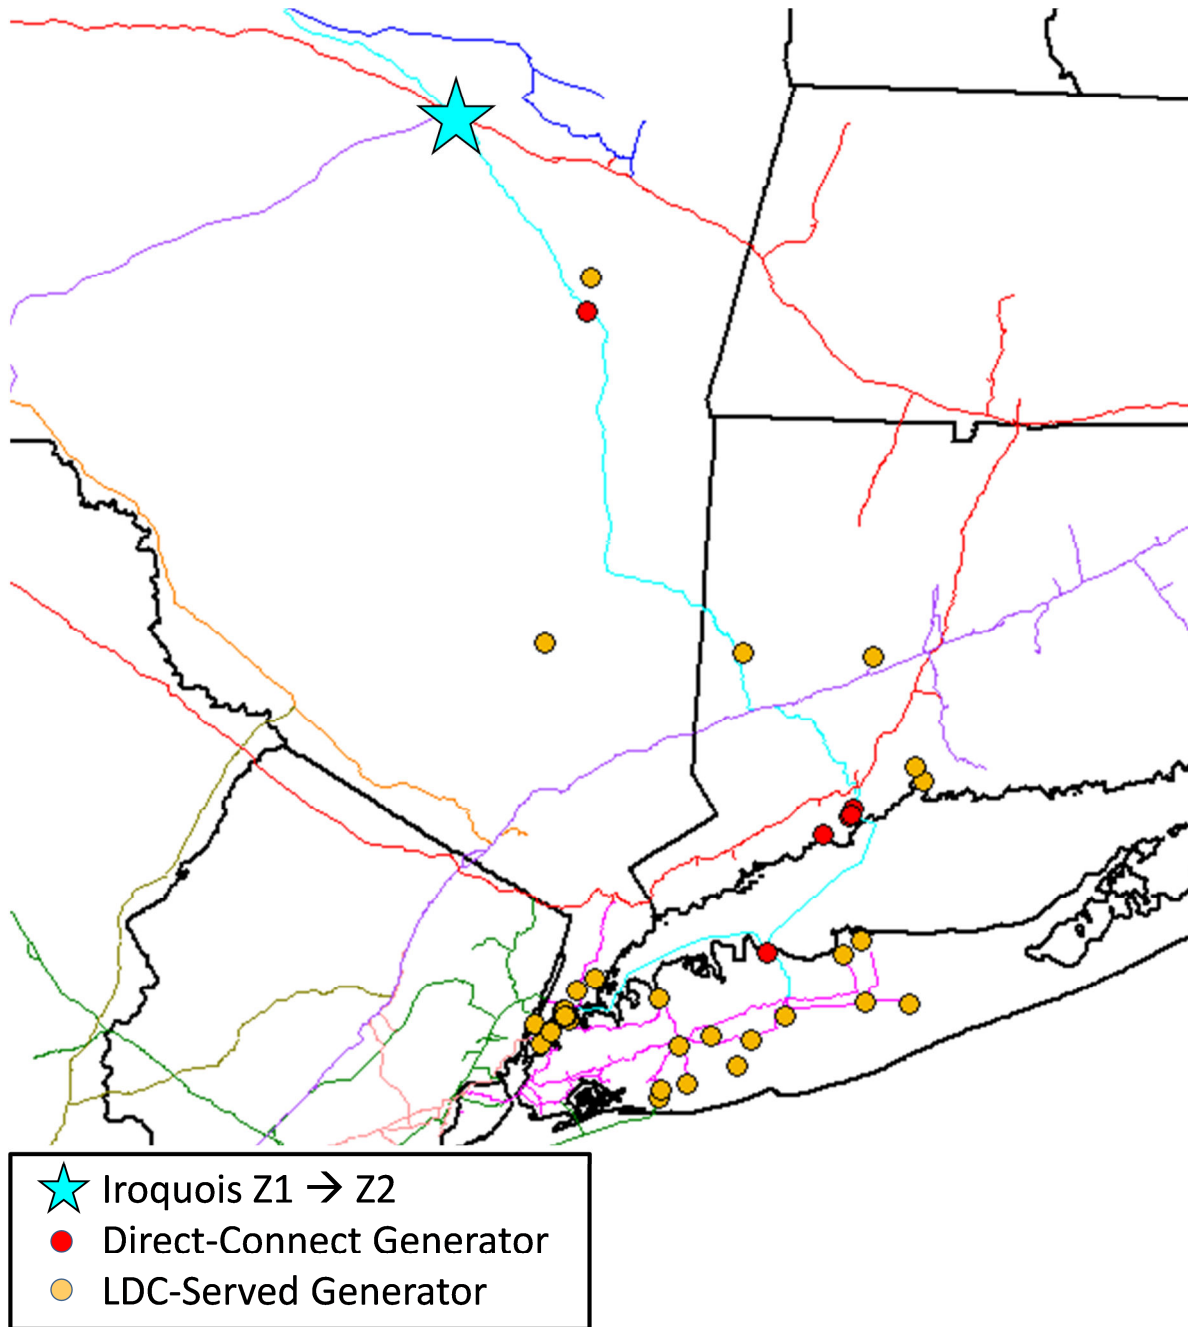 Iroquois Z1 → Z2
Direct-Connect Generator
LDC-Served Generator